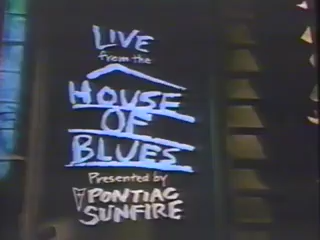 LIVE
from the
HOUSE
OF
BLUES
Presented by
PONTIAC
SUNFIRE